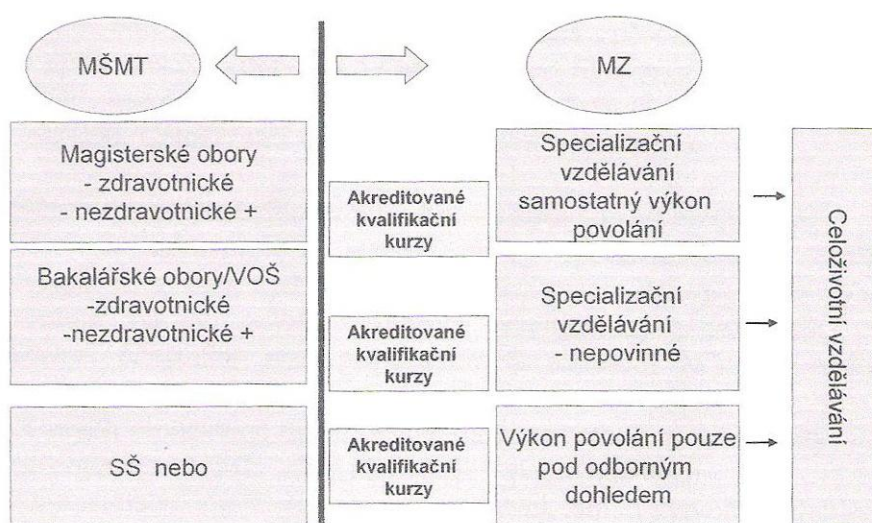 MŠMT
MZ
Magisterské obory
- zdravotnické
- nezdravotnické +
Akreditované
kvalifikační
kurzy
Specializační
vzdělávání
samostatný výkon
povolání
Bakalářské obory/VOŠ
-zdravotnické
-nezdravotnické +
Akreditované
kvalifikační
kurzy
Specializační
vzdělávání
- nepovinné
SŠ nebo
Akreditované
kvalifikační
kurzy
Výkon povolání pouze
pod odborným
dohledem
Celoživotní vzdělávání